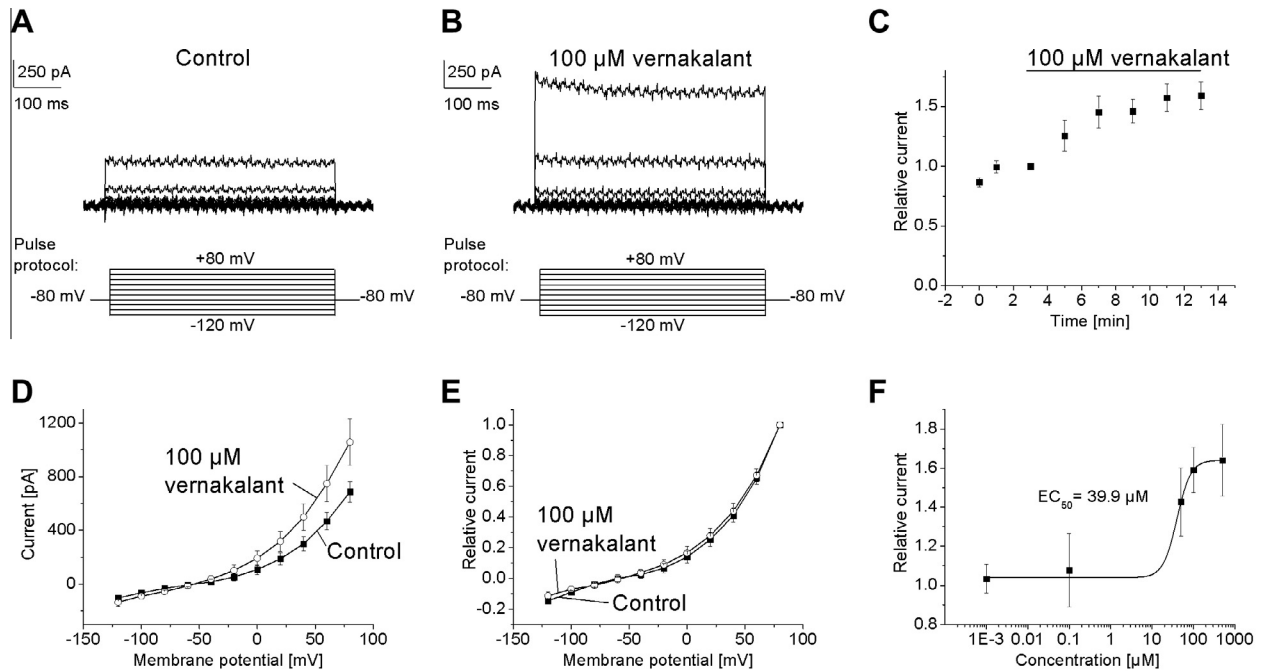 A
Control
250 pA
100 ms
Pulse
protocol:
+80 mV
-80 mV
-80 mV
-120 mV
B
100 µM vernakalant
250 pA
100 ms
Pulse
protocol:
+80 mV
-80 mV
-80 mV
-120 mV
C
100 µM vernakalant
1.5
1.0
0.5
0.0
Relative current
-2 0 2 4 6 8 10 12 14
Time [min]
D
1200
800
400
0
Current [pA]
100 µM
vernakalant
Control
-150 -100 -50 0 50 100
Membrane potential [mV]
E
1.0
0.8
0.6
0.4
0.2
0.0
-0.2
Relative current
100 µM
vernakalant
Control
-150 -100 -50 0 50 100
Membrane potential [mV]
F
1.8
1.6
1.4
1.2
1.0
0.8
Relative current
EC50= 39.9 µM
1E-3 0.01 0.1 1 10 100 1000
Concentration [µM]